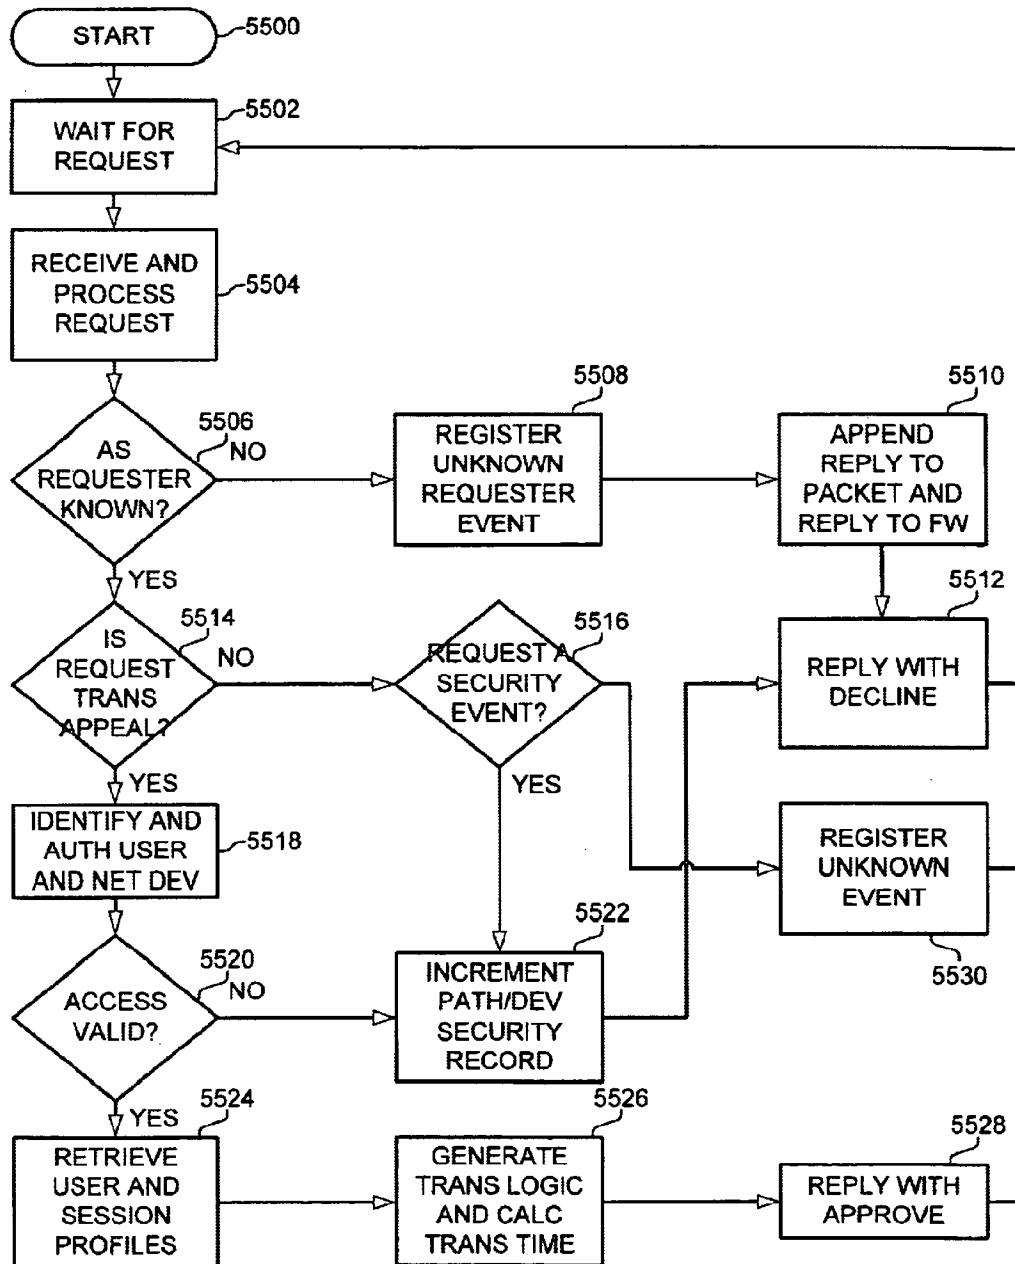 START
5500
5502
WAIT FOR
REQUEST
RECEIVE AND
PROCESS
REQUEST
5504
5506
AS
REQUESTER
KNOWN?
NO
5508
REGISTER
UNKNOWN
REQUESTER
EVENT
5510
APPEND
REPLY TO
PACKET AND
REPLY TO FW
YES
5514
IS
REQUEST
TRANS
APPEAL?
NO
5516
REQUEST A
SECURITY
EVENT?
5512
REPLY WITH
DECLINE
YES
YES
IDENTIFY AND
AUTH USER
AND NET DEV
5518
REGISTER
UNKNOWN
EVENT
5530
5520
ACCESS
VALID?
NO
5522
INCREMENT
PATH/DEV
SECURITY
RECORD
YES
5524
RETRIEVE
USER AND
SESSION
PROFILES
5526
GENERATE
TRANS LOGIC
AND CALC
TRANS TIME
5528
REPLY WITH
APPROVE